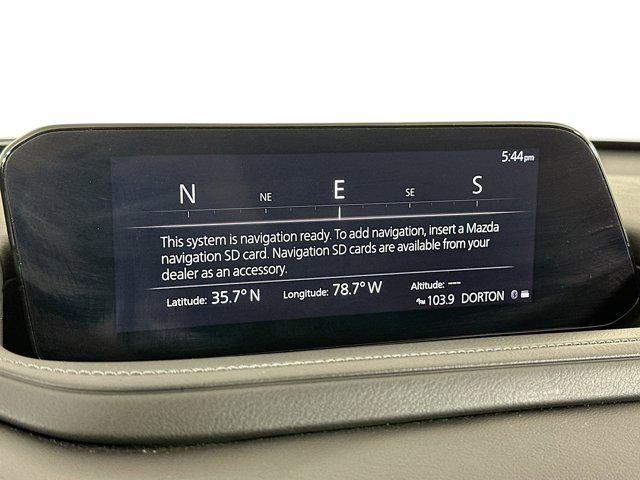 5:44pm
N NE E SE S
This system is navigation ready. To add navigation, insert a Mazda
navigation SD card. Navigation SD cards are available from your
dealer as an accessory.
Latitude: 35.7° N Longitude: 78.7° W Altitude: ----
103.9 DORTON